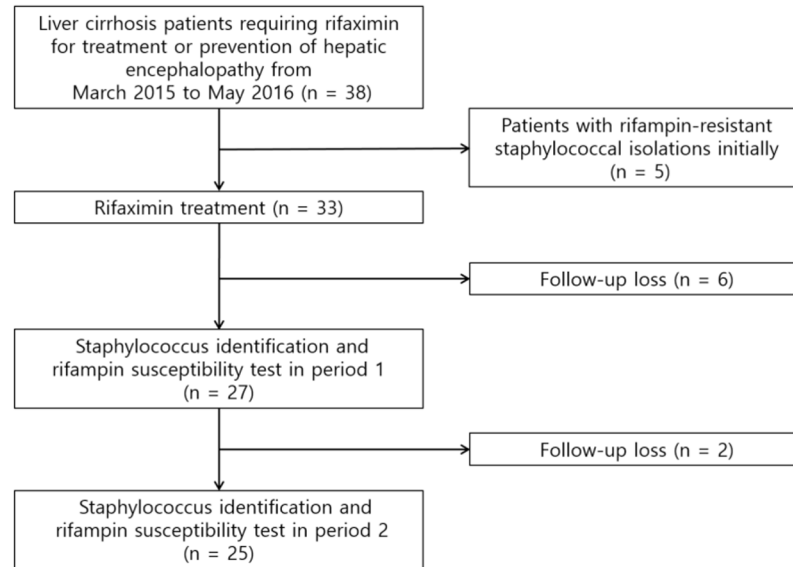 Liver cirrhosis patients requiring rifaximin
for treatment or prevention of hepatic
encephalopathy from
March 2015 to May 2016 (n = 38)
Patients with rifampin-resistant
staphylococcal isolations initially
(n = 5)
Rifaximin treatment (n = 33)
Follow-up loss (n = 6)
Staphylococcus identification and
rifampin susceptibility test in period 1
(n = 27)
Follow-up loss (n = 2)
Staphylococcus identification and
rifampin susceptibility test in period 2
(n = 25)